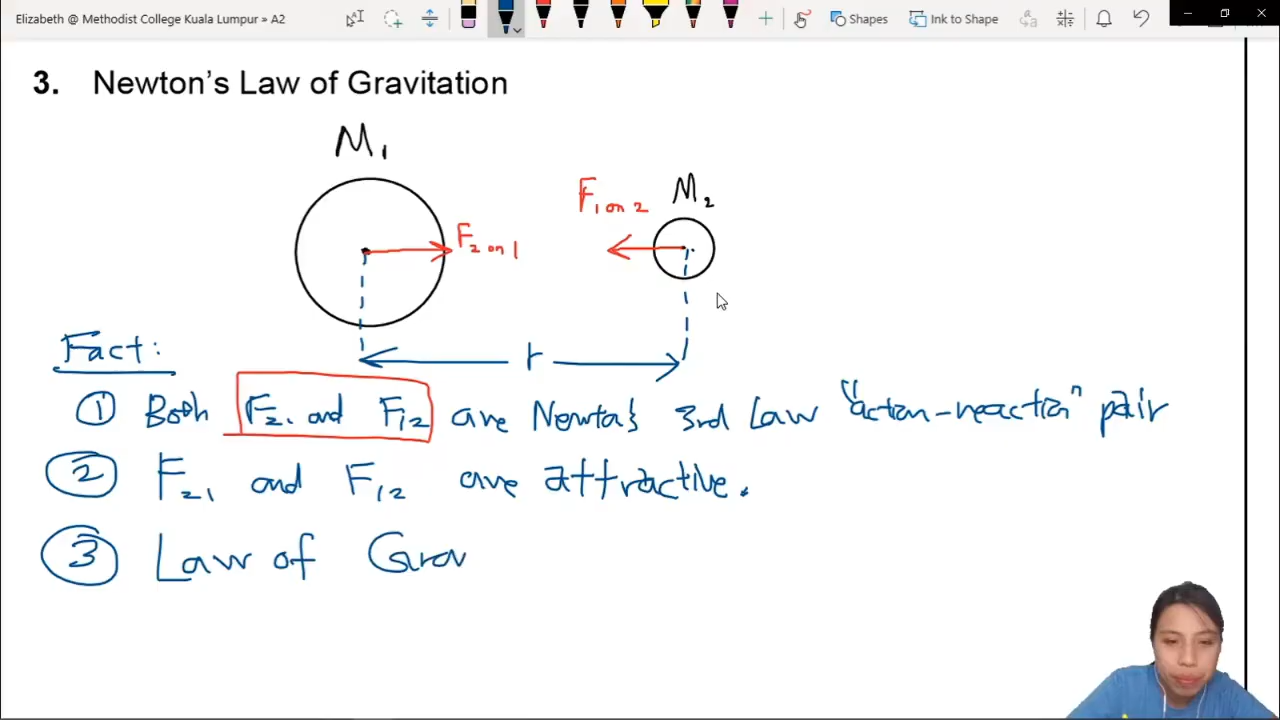 Elizabeth @ Methodist College Kuala Lumpur » A2
Shapes
Ink to Shape
3. Newton's Law of Gravitation
M1
M2
F1 on 2
F2 on 1
r
Fact:
① Both F21 and F12 are Newton's 3rd Law "action-reaction" pair
② F21 and F12 are attractive.
③ Law of Grav